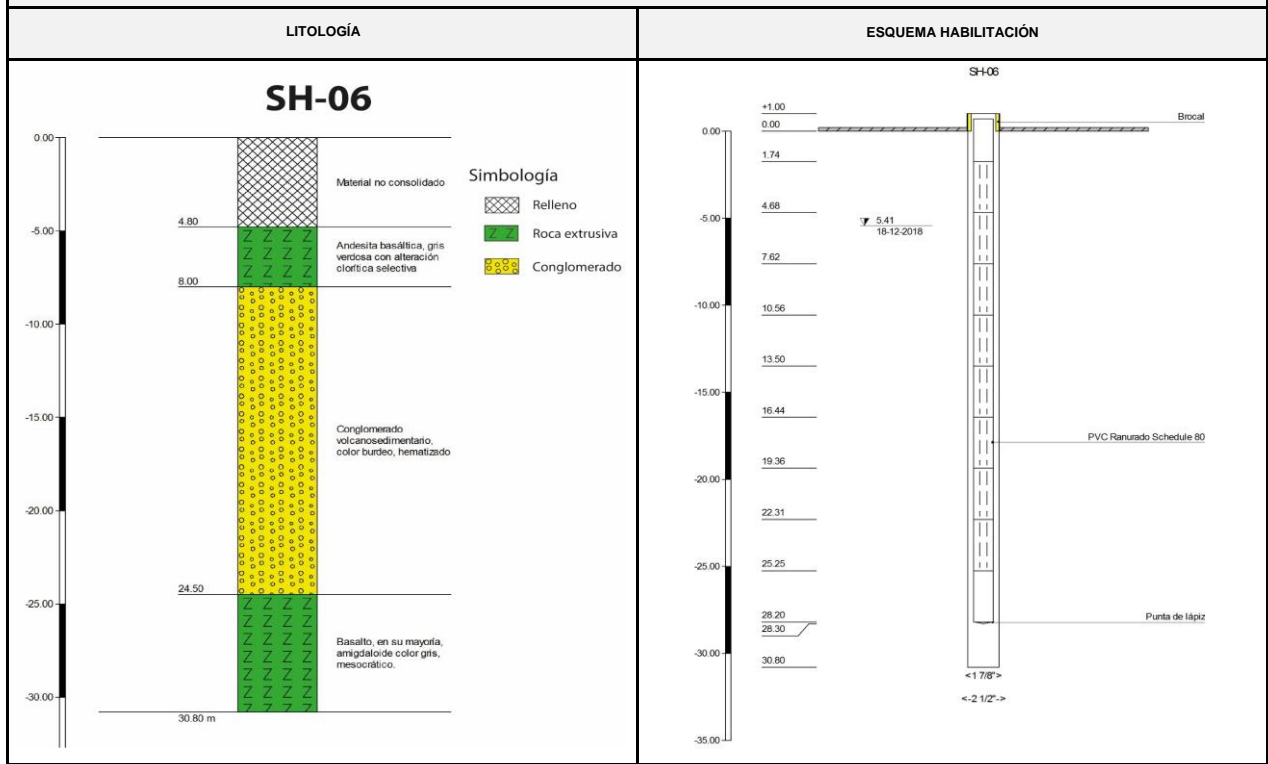 LITOLOGÍA
ESQUEMA HABILITACIÓN
SH-06
0.00
-5.00
-10.00
-15.00
-20.00
-25.00
-30.00
4.80
8.00
24.50
30.80 m
Material no consolidado
Andesita basáltica, gris
verdosa con alteración
clorítica selectiva
Conglomerado
volcanosedimentario,
color burdeo, hematizado
Basalto, en su mayoría,
amigdaloide color gris,
mesocrático.
Simbología
Relleno
Roca extrusiva
Conglomerado
SH-06
0.00
-5.00
-10.00
-15.00
-20.00
-25.00
-30.00
-35.00
+1.00
0.00
1.74
4.68
7.62
10.56
13.50
16.44
19.36
22.31
25.25
28.20
28.30
30.80
5.41
18-12-2018
Brocal
PVC Ranurado Schedule 80
Punta de lápiz
<1 7/8">
<-2 1/2"->